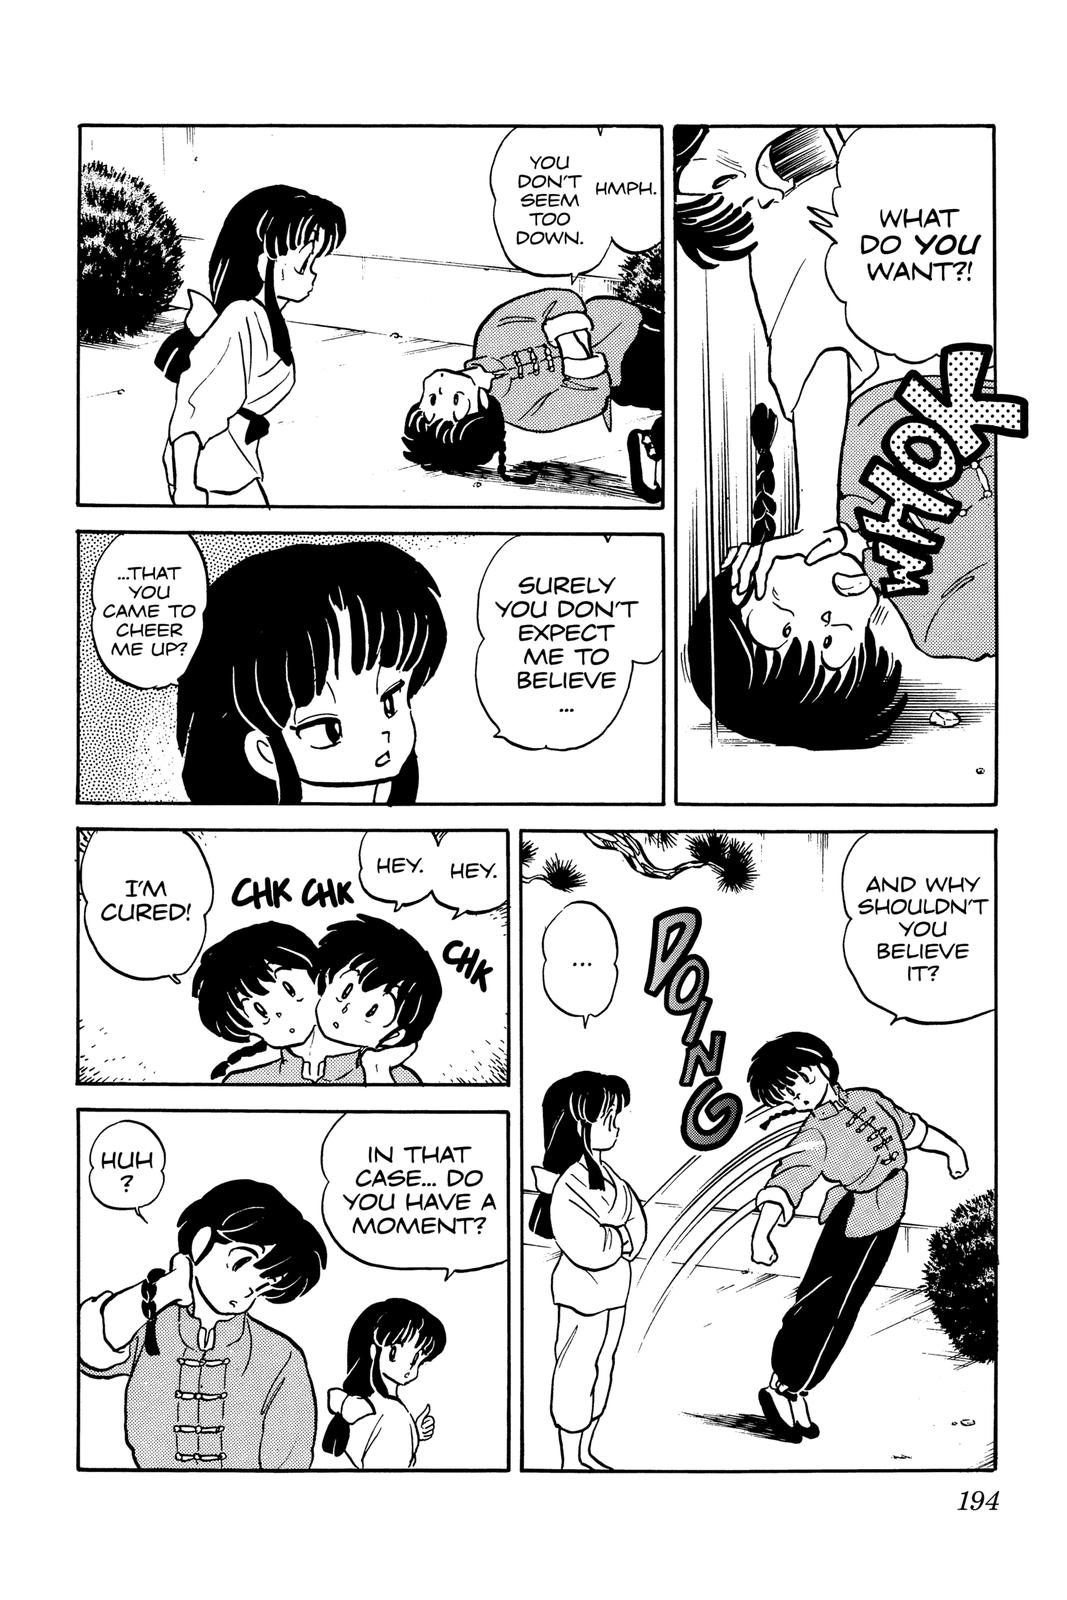 WHAT
DO YOU
WANT?!
WHOK
HMPH.
YOU
DON'T
SEEM
TOO
DOWN.
SURELY
YOU DON'T
EXPECT
ME TO
BELIEVE
...
...THAT
YOU
CAME TO
CHEER
ME UP?
AND WHY
SHOULDN'T
YOU
BELIEVE
IT?
DOING
...
HEY.
HEY.
CHK CHK
CHK
I'M
CURED!
IN THAT
CASE... DO
YOU HAVE A
MOMENT?
HUH
?
194